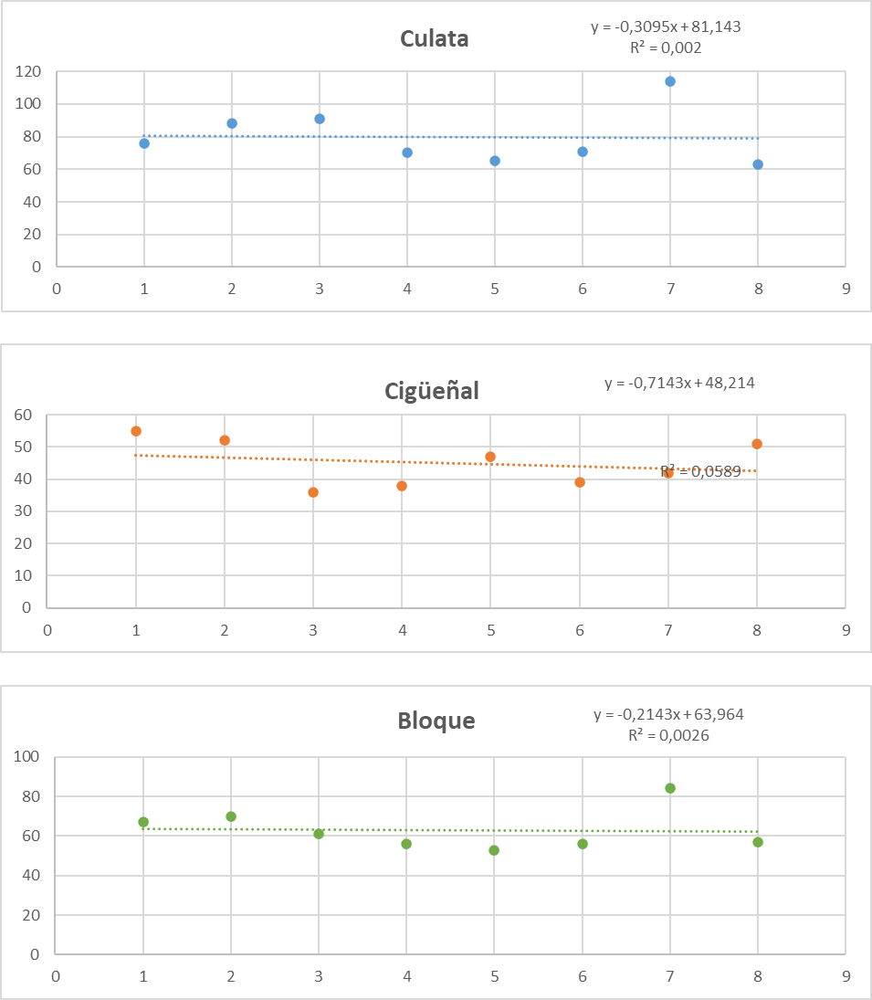 Culata
y = -0,3095x + 81,143
R² = 0,002
120
100
80
60
40
20
0
0 1 2 3 4 5 6 7 8 9
Cigüeñal
y = -0,7143x + 48,214
R² = 0,0589
60
50
40
30
20
10
0
0 1 2 3 4 5 6 7 8 9
Bloque
y = -0,2143x + 63,964
R² = 0,0026
100
80
60
40
20
0
0 1 2 3 4 5 6 7 8 9